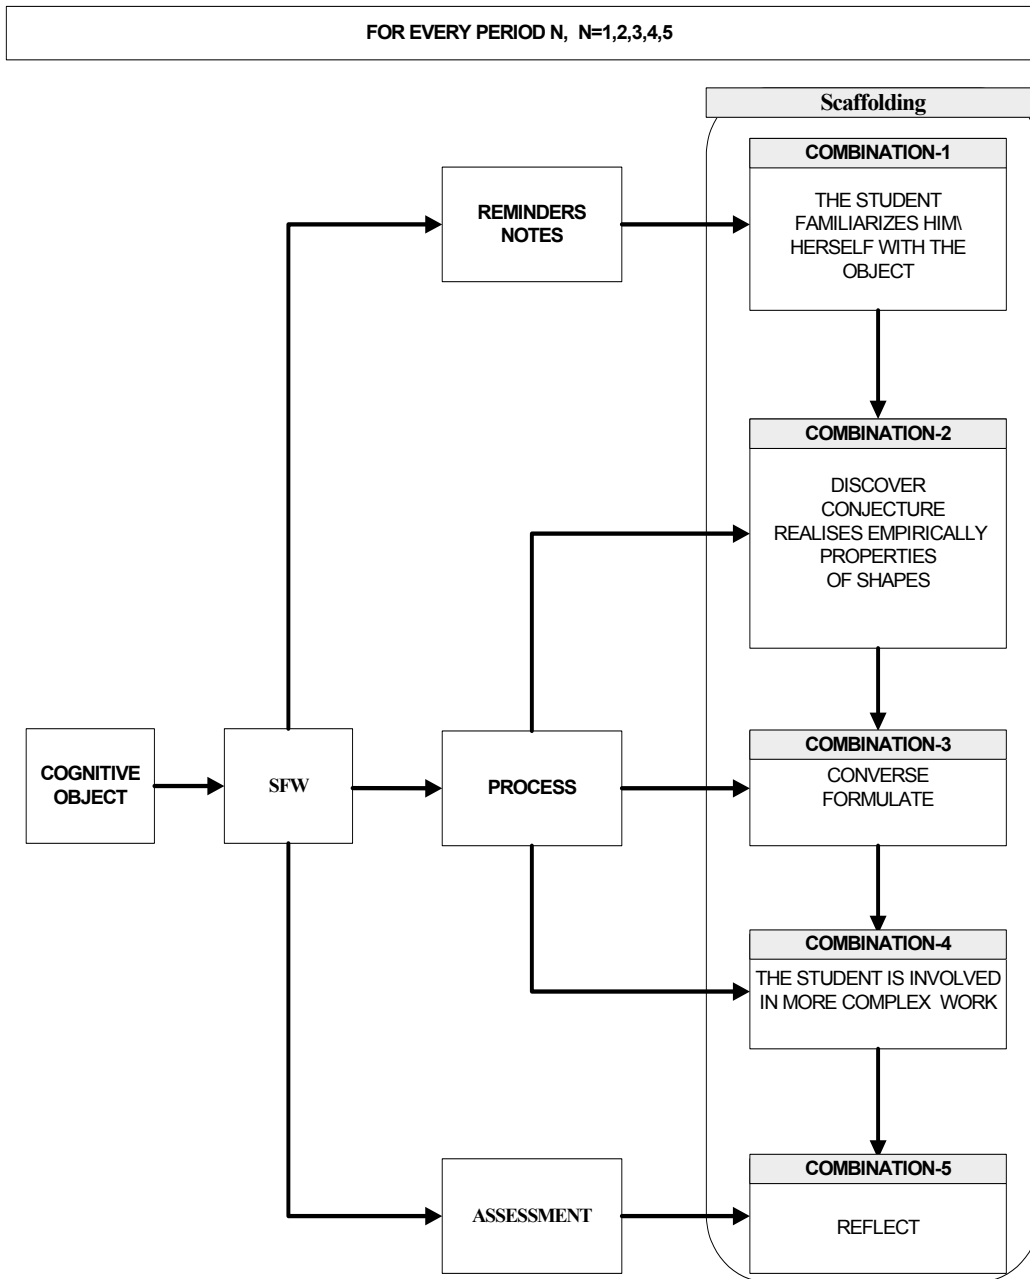 FOR EVERY PERIOD N, N=1,2,3,4,5
Scaffolding
COMBINATION-1
THE STUDENT
FAMILIARIZES HIM\
HERSELF WITH THE
OBJECT
REMINDERS
NOTES
COMBINATION-2
DISCOVER
CONJECTURE
REALISES EMPIRICALLY
PROPERTIES
OF SHAPES
COGNITIVE
OBJECT
SFW
PROCESS
COMBINATION-3
CONVERSE
FORMULATE
COMBINATION-4
THE STUDENT IS INVOLVED
IN MORE COMPLEX WORK
ASSESSMENT
COMBINATION-5
REFLECT